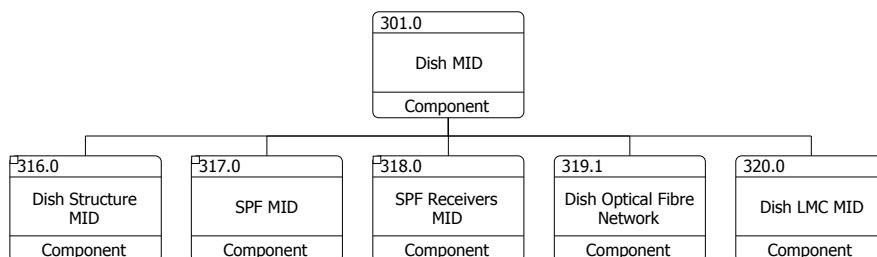 301.0
Dish MID
Component
316.0
Dish Structure
MID
Component
317.0
SPF MID
Component
318.0
SPF Receivers
MID
Component
319.1
Dish Optical Fibre
Network
Component
320.0
Dish LMC MID
Component